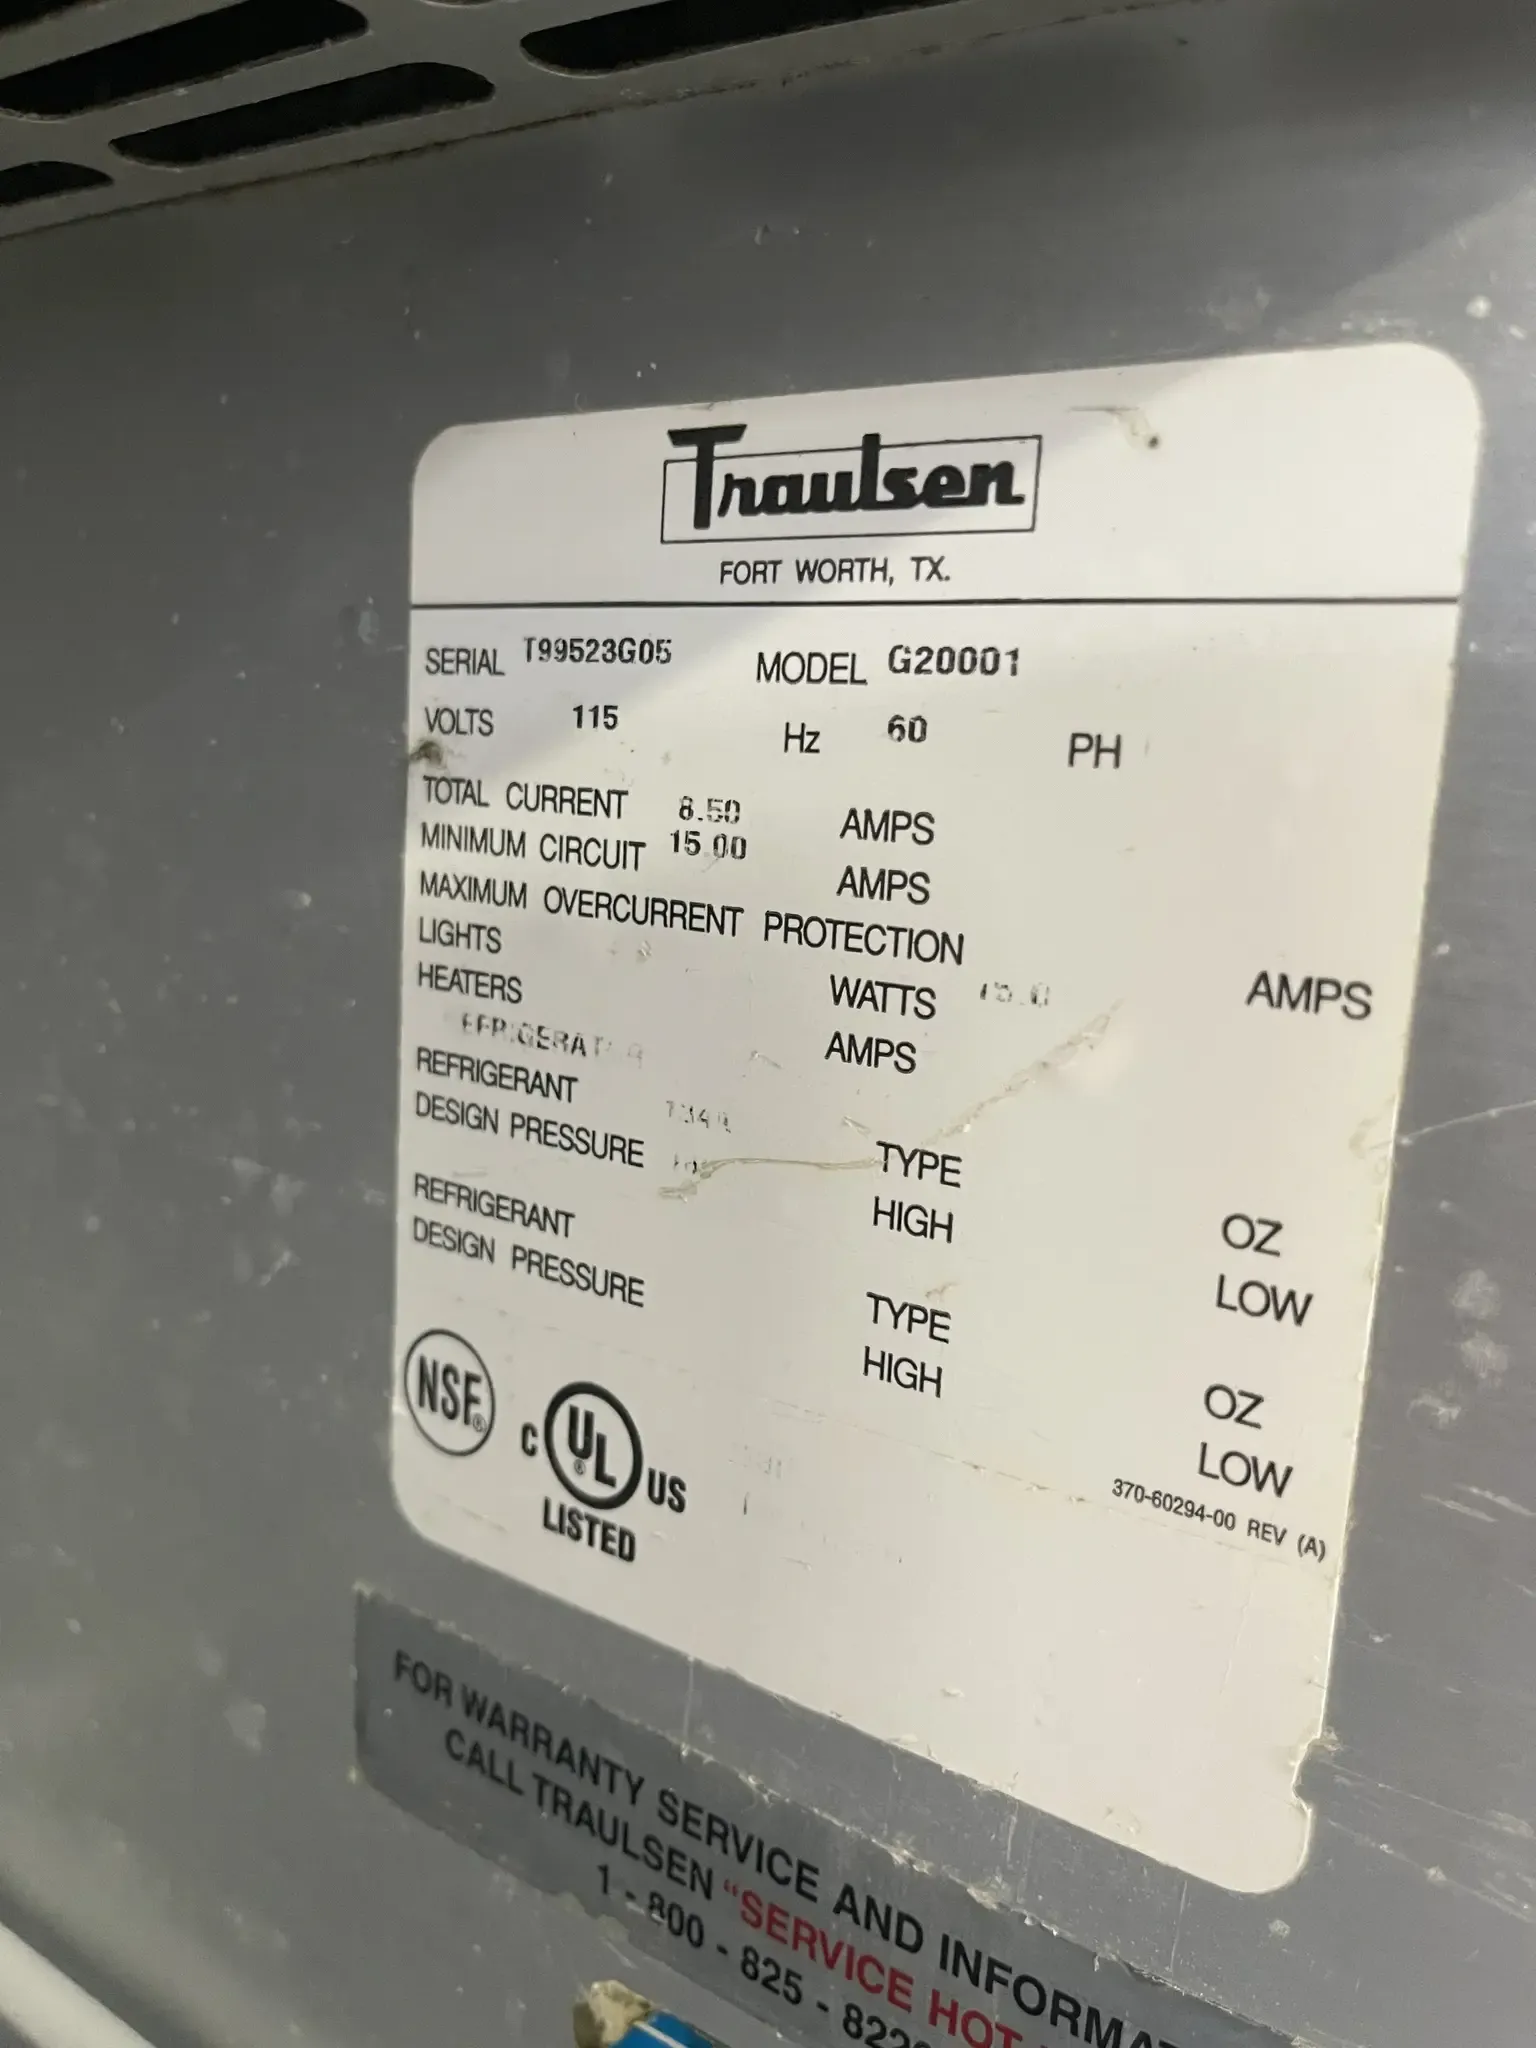 Traulsen
FORT WORTH, TX.
SERIAL T99523G05 MODEL G20001
VOLTS 115 Hz 60 PH
TOTAL CURRENT 8.50 AMPS
MINIMUM CIRCUIT 15.00 AMPS
MAXIMUM OVERCURRENT PROTECTION AMPS
LIGHTS WATTS
HEATERS AMPS
REFRIGERANT TYPE OZ
DESIGN PRESSURE HIGH LOW
REFRIGERANT TYPE OZ
DESIGN PRESSURE HIGH LOW
370-60294-00 REV (A)
NSF®
C UL® US
LISTED
FOR WARRANTY SERVICE AND
CALL TRAULSEN "SERVICE HOT
1-800-825-